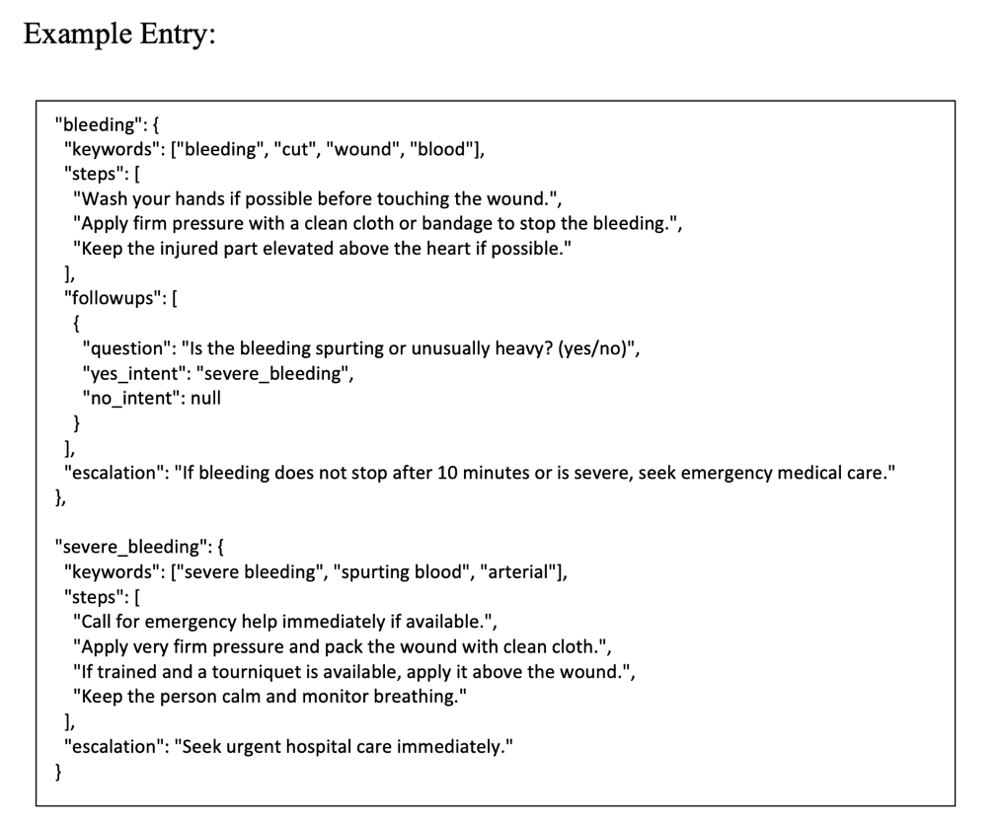 Example Entry:
"bleeding": {
"keywords": ["bleeding", "cut", "wound", "blood"],
"steps": [
"Wash your hands if possible before touching the wound.",
"Apply firm pressure with a clean cloth or bandage to stop the bleeding.",
"Keep the injured part elevated above the heart if possible."
],
"followups": [
{
"question": "Is the bleeding spurting or unusually heavy? (yes/no)",
"yes_intent": "severe_bleeding",
"no_intent": null
}
],
"escalation": "If bleeding does not stop after 10 minutes or is severe, seek emergency medical care."
},
"severe_bleeding": {
"keywords": ["severe bleeding", "spurting blood", "arterial"],
"steps": [
"Call for emergency help immediately if available.",
"Apply very firm pressure and pack the wound with clean cloth.",
"If trained and a tourniquet is available, apply it above the wound.",
"Keep the person calm and monitor breathing."
],
"escalation": "Seek urgent hospital care immediately."
}